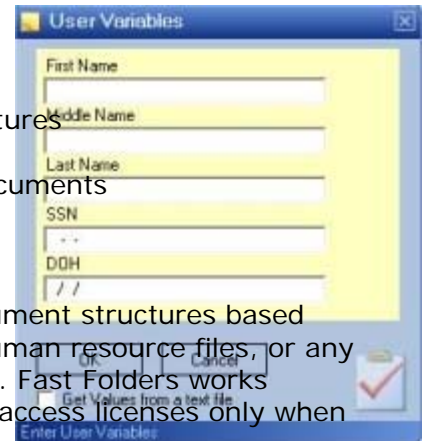 User Variables
First Name
tures
Middle Name
Last Name
cuments
SSN
- -
DOH
/ /
ument structures based
uman resource files, or any
OK Cancel
. Fast Folders works
Get Values from a text file
access licenses only when
Enter User Variables